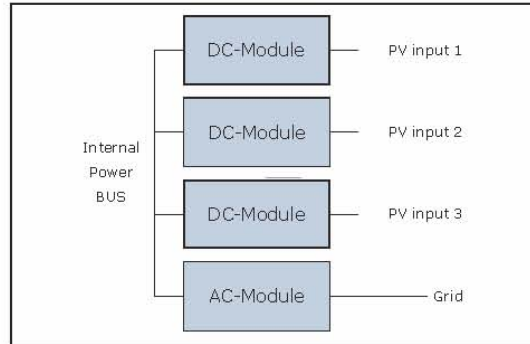 DC-Module
PV input 1
DC-Module
PV input 2
Internal
Power
BUS
DC-Module
PV input 3
AC-Module
Grid